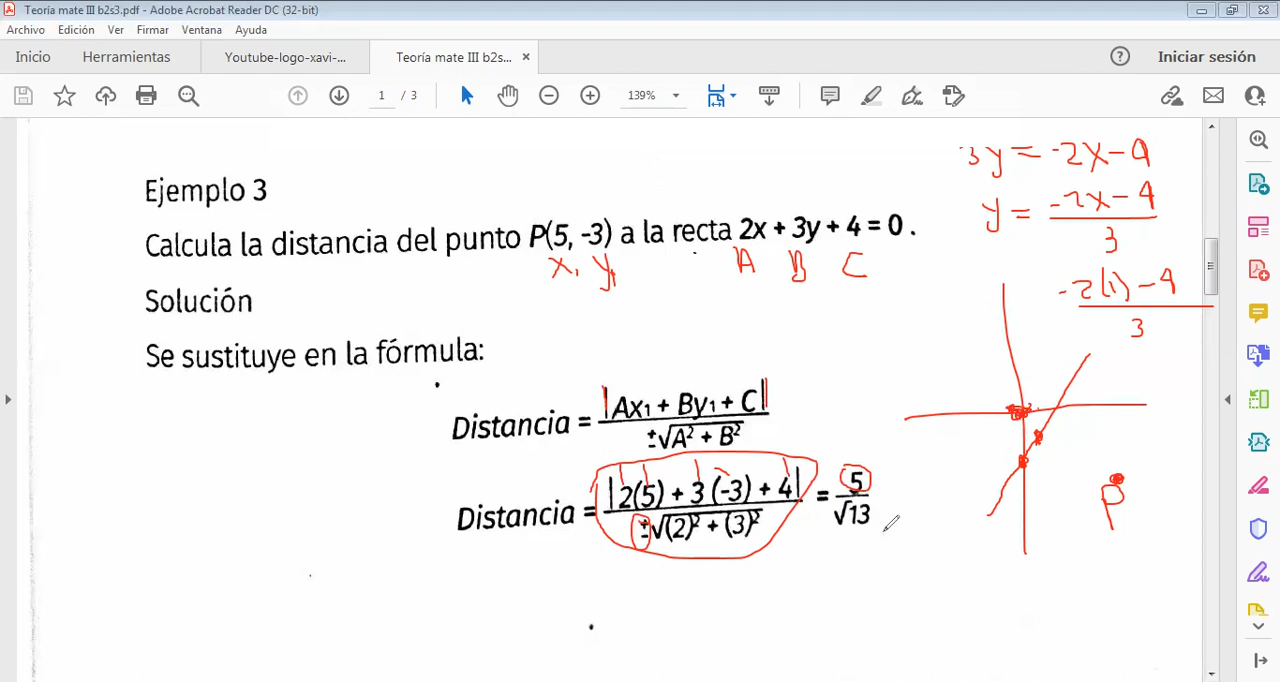 Teoría mate III b2s3.pdf - Adobe Acrobat Reader DC (32-bit)
Archivo Edición Ver Firmar Ventana Ayuda
Inicio Herramientas Youtube-logo-xavi-... Teoría mate III b2s... × Iniciar sesión
1 / 3 139%
Ejemplo 3
Calcula la distancia del punto P(5, -3) a la recta 2x + 3y + 4 = 0 .
x₁ y₁ A B C
Solución
Se sustituye en la fórmula:
Distancia = |Ax₁ + By₁ + C| / ±√A² + B²
Distancia = |2(5) + 3 (-3) + 4| / ±√(2)² + (3)² = 5 / √13
3y = -2x-4
y = -2x-4 / 3
-2(1)-4 / 3
P